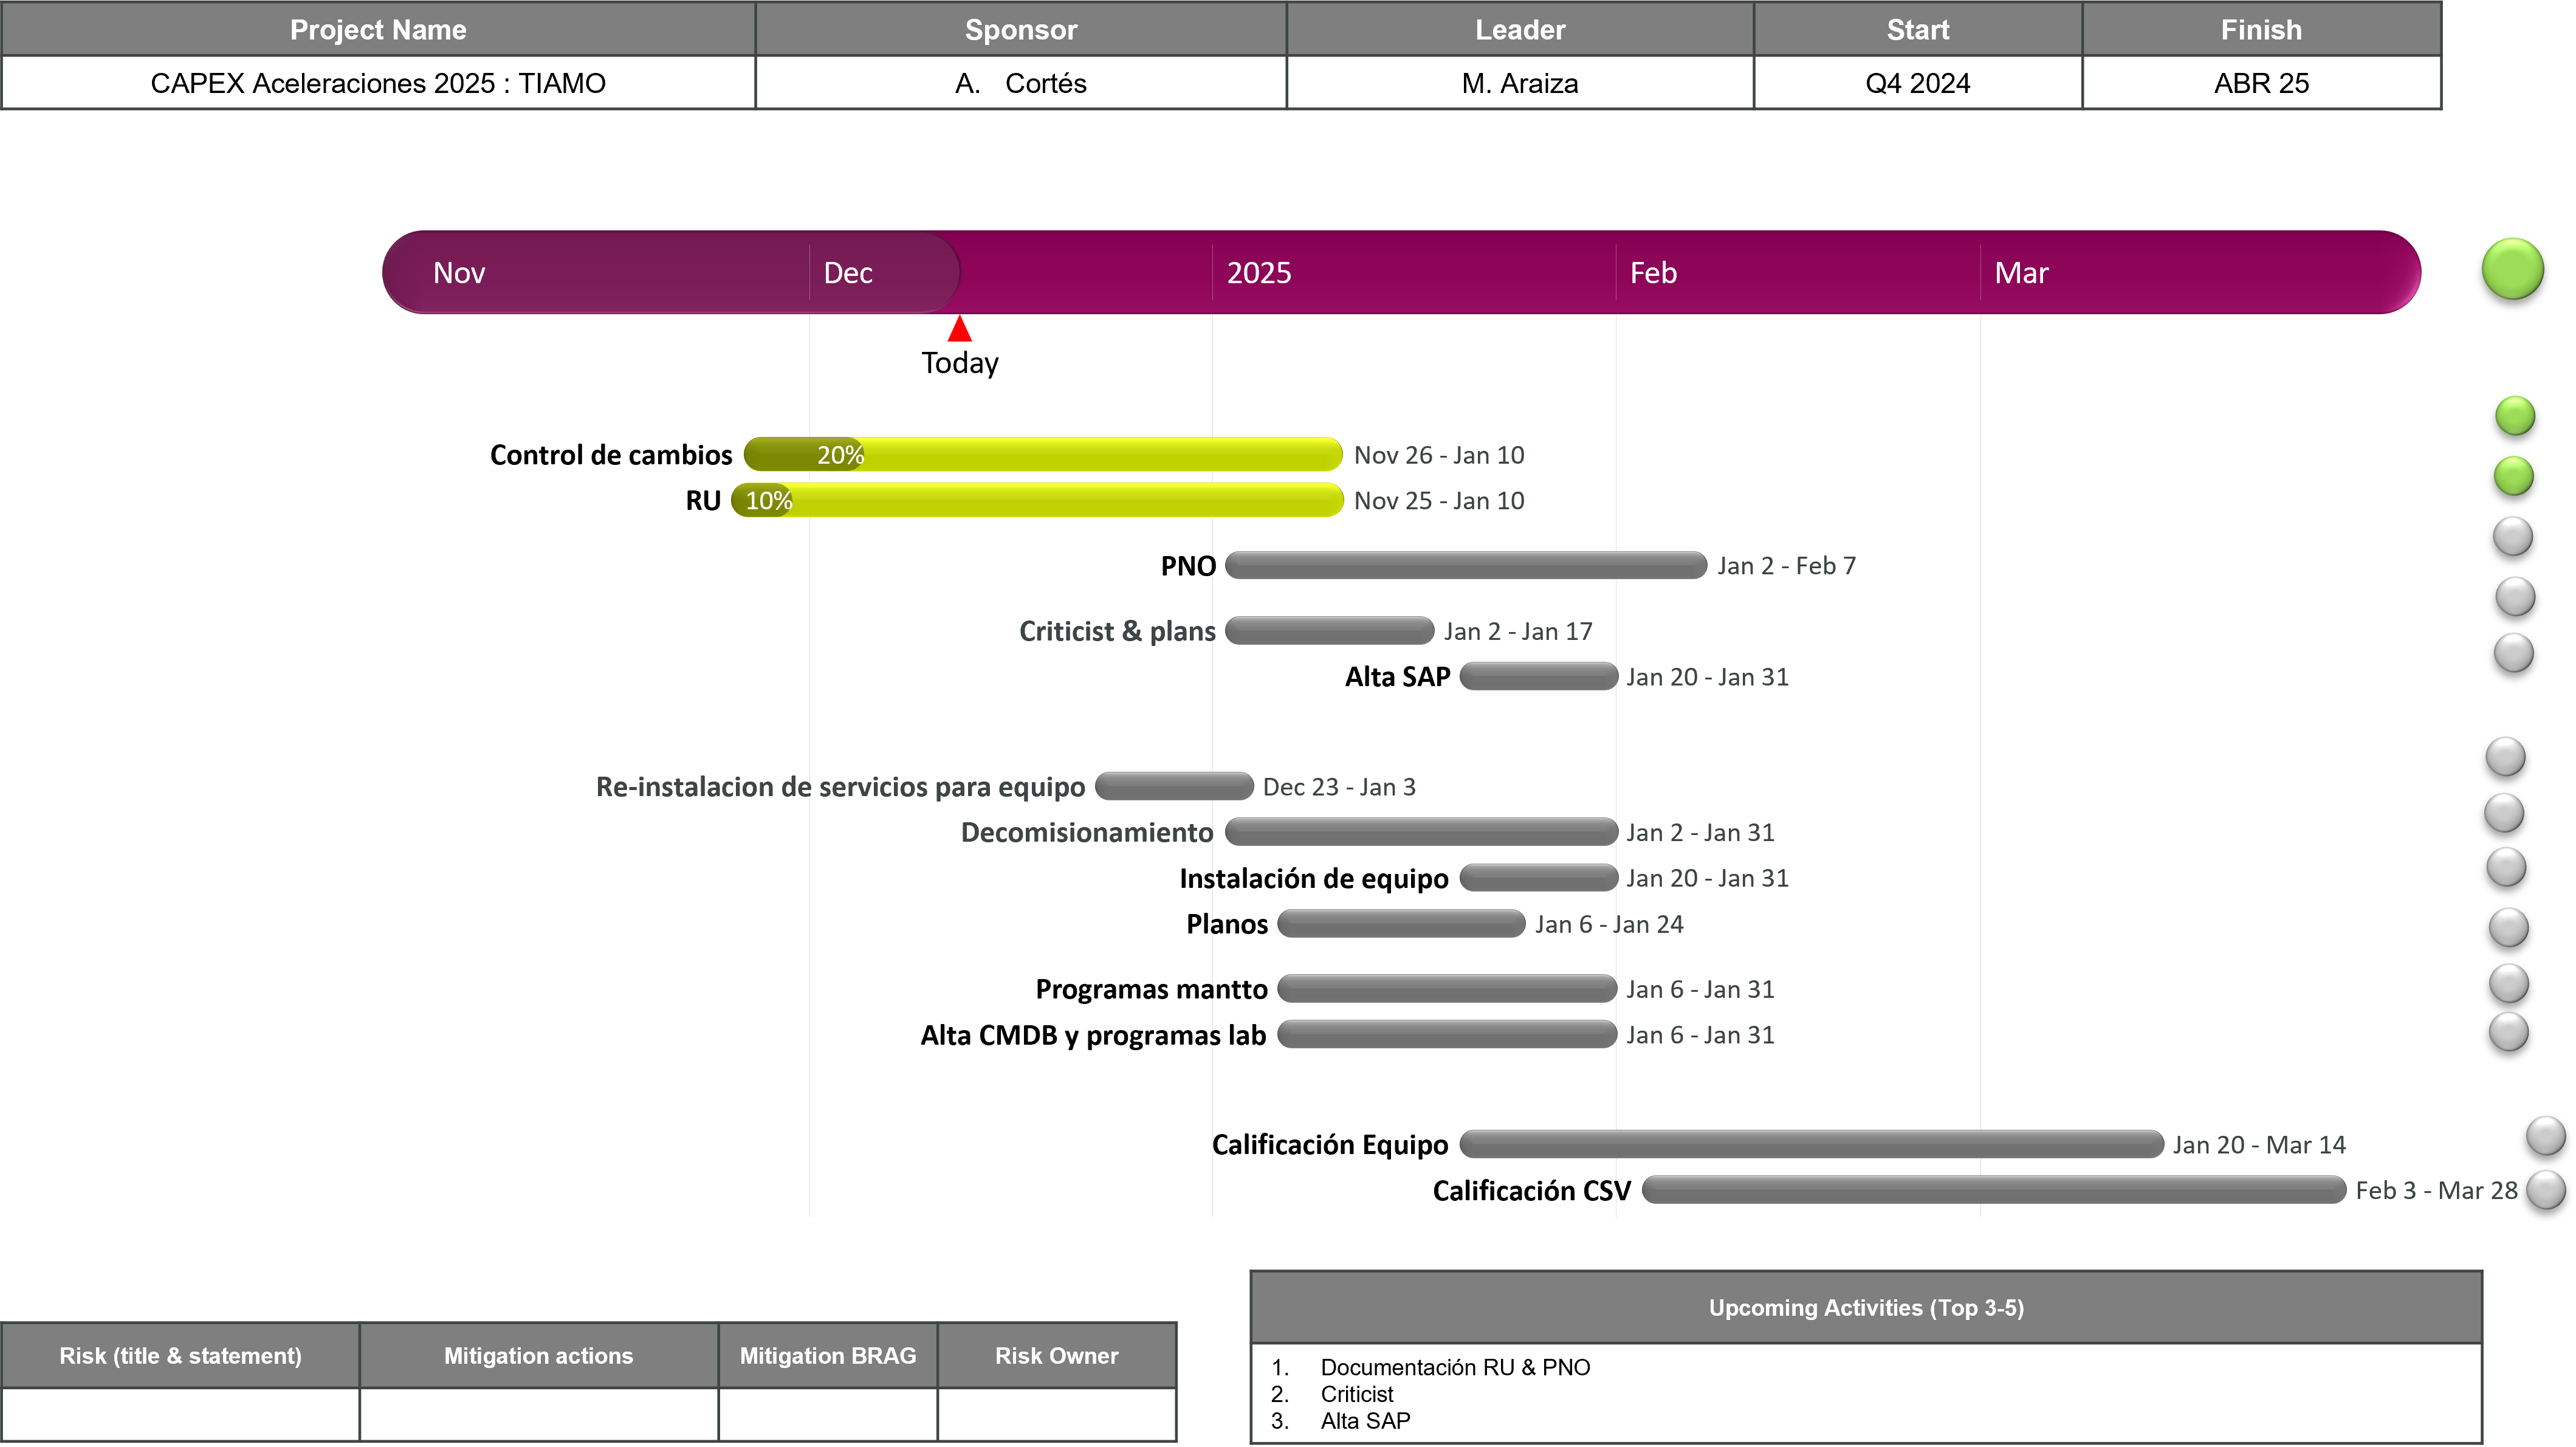 Project Name Sponsor Leader Start Finish
CAPEX Aceleraciones 2025 : TIAMO A. Cortés M. Araiza Q4 2024 ABR 25
Nov Dec 2025 Feb Mar
Today
Control de cambios 20% Nov 26 - Jan 10
RU 10% Nov 25 - Jan 10
PNO Jan 2 - Feb 7
Criticist & plans Jan 2 - Jan 17
Alta SAP Jan 20 - Jan 31
Re-instalacion de servicios para equipo Dec 23 - Jan 3
Decomisionamiento Jan 2 - Jan 31
Instalación de equipo Jan 20 - Jan 31
Planos Jan 6 - Jan 24
Programas mantto Jan 6 - Jan 31
Alta CMDB y programas lab Jan 6 - Jan 31
Calificación Equipo Jan 20 - Mar 14
Calificación CSV Feb 3 - Mar 28
Risk (title & statement) Mitigation actions Mitigation BRAG Risk Owner
Upcoming Activities (Top 3-5)
1. Documentación RU & PNO
2. Criticist
3. Alta SAP